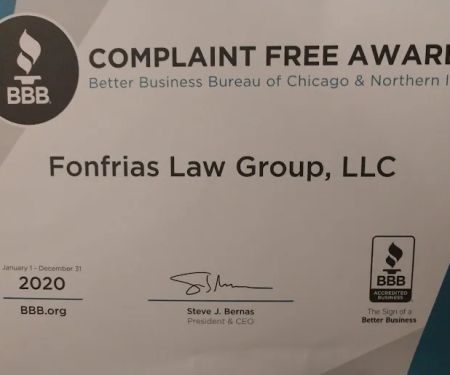 BBB
COMPLAINT FREE AWAR
Better Business Bureau of Chicago & Northern I
Fonfrias Law Group, LLC
January 1 - December 31
2020
BBB.org
Steve J. Bernas
President & CEO
BBB
ACCREDITED
BUSINESS
The Sign of a
Better Business